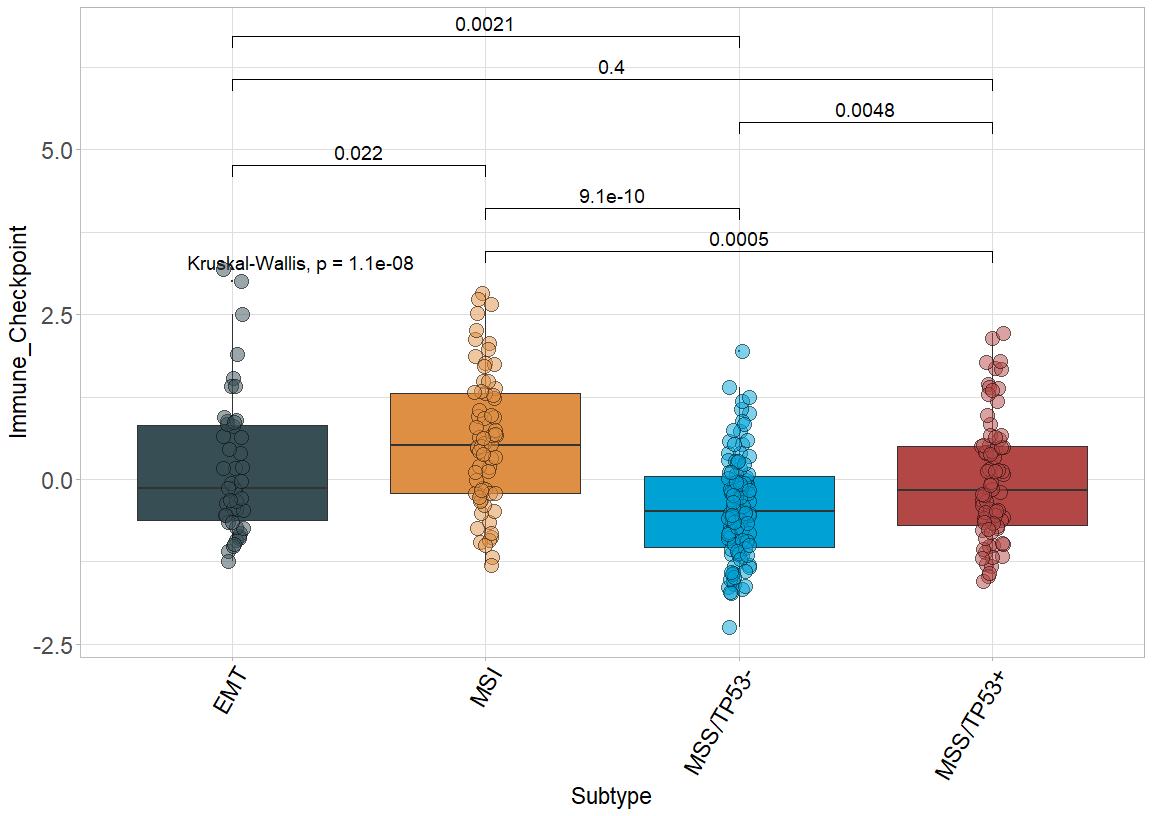 0.0021
0.4
0.0048
5.0
0.022
9.1e-10
0.0005
Kruskal-Wallis, p = 1.1e-08
2.5
0.0
-2.5
Immune_Checkpoint
EMT
MSI
MSS/TP53-
MSS/TP53+
Subtype